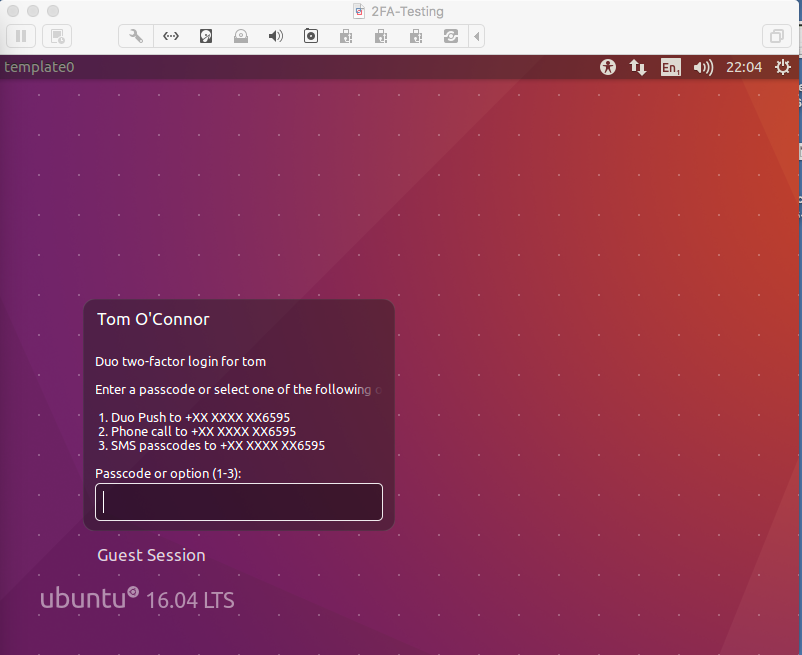 2FA-Testing
template0
En1
22:04
Tom O'Connor
Duo two-factor login for tom
Enter a passcode or select one of the following o
1. Duo Push to +XX XXXX XX6595
2. Phone call to +XX XXXX XX6595
3. SMS passcodes to +XX XXXX XX6595
Passcode or option (1-3):
Guest Session
ubuntu 16.04 LTS